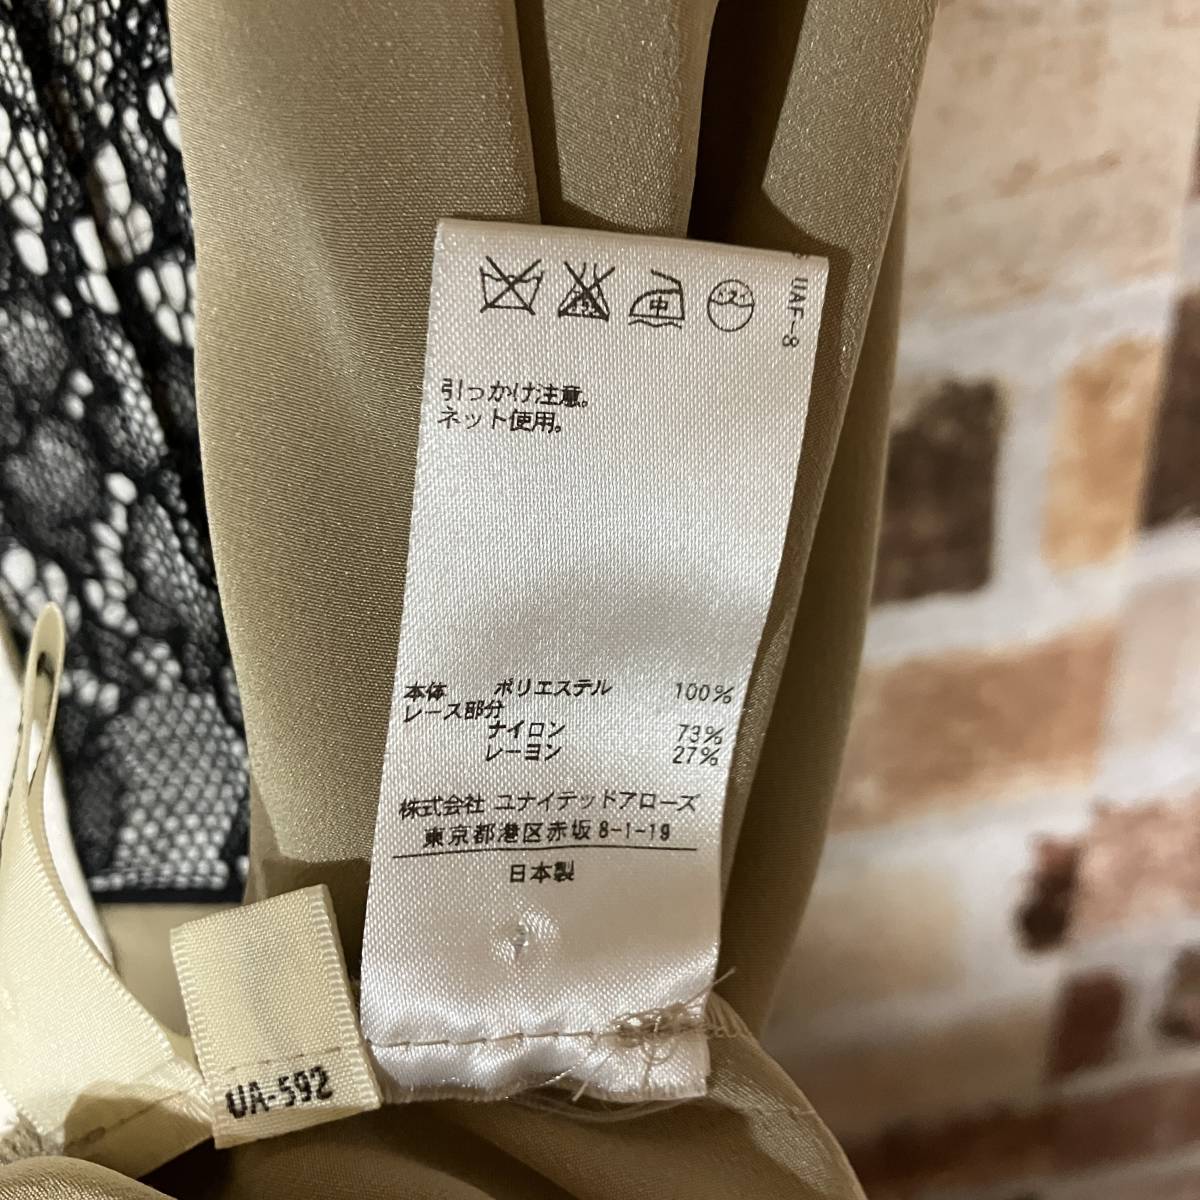 中
UAF-8
引っかけ注意。
ネット使用。
本体 ポリエステル 100%
レース部分
ナイロン 73%
レーヨン 27%
株式会社 ユナイテッドアローズ
東京都港区赤坂 8-1-19
日本製
UA-592